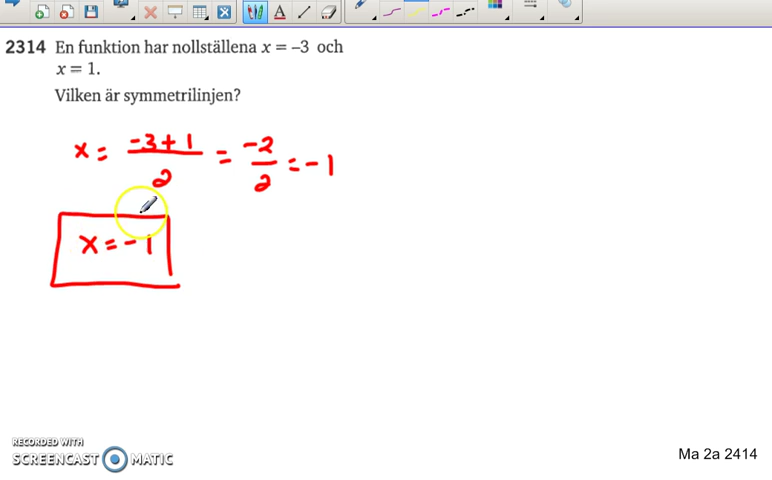 2314 En funktion har nollställena x = –3 och
x = 1.
Vilken är symmetrilinjen?
x = -3+1/2 = -2/2 = -1
x = -1
RECORDED WITH
SCREENCAST MATIC
Ma 2a 2414